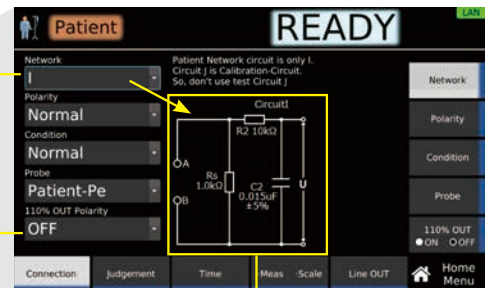 LAN
Patient
READY
Network
I
Patient Network circuit is only I.
Circuit J is Calibration-Circuit.
So, don't use test Circuit J
Polarity
Normal
Condition
Normal
Probe
Patient-Pe
110% OUT Polarity
OFF
CircuitI
R2 10kΩ
A
Rs
1.0kΩ
C2
0.015uF
±5%
U
B
Network
Polarity
Condition
Probe
110% OUT
ON OFF
Connection
Judgement
Time
Meas -Scale
Line OUT
Home
Menu